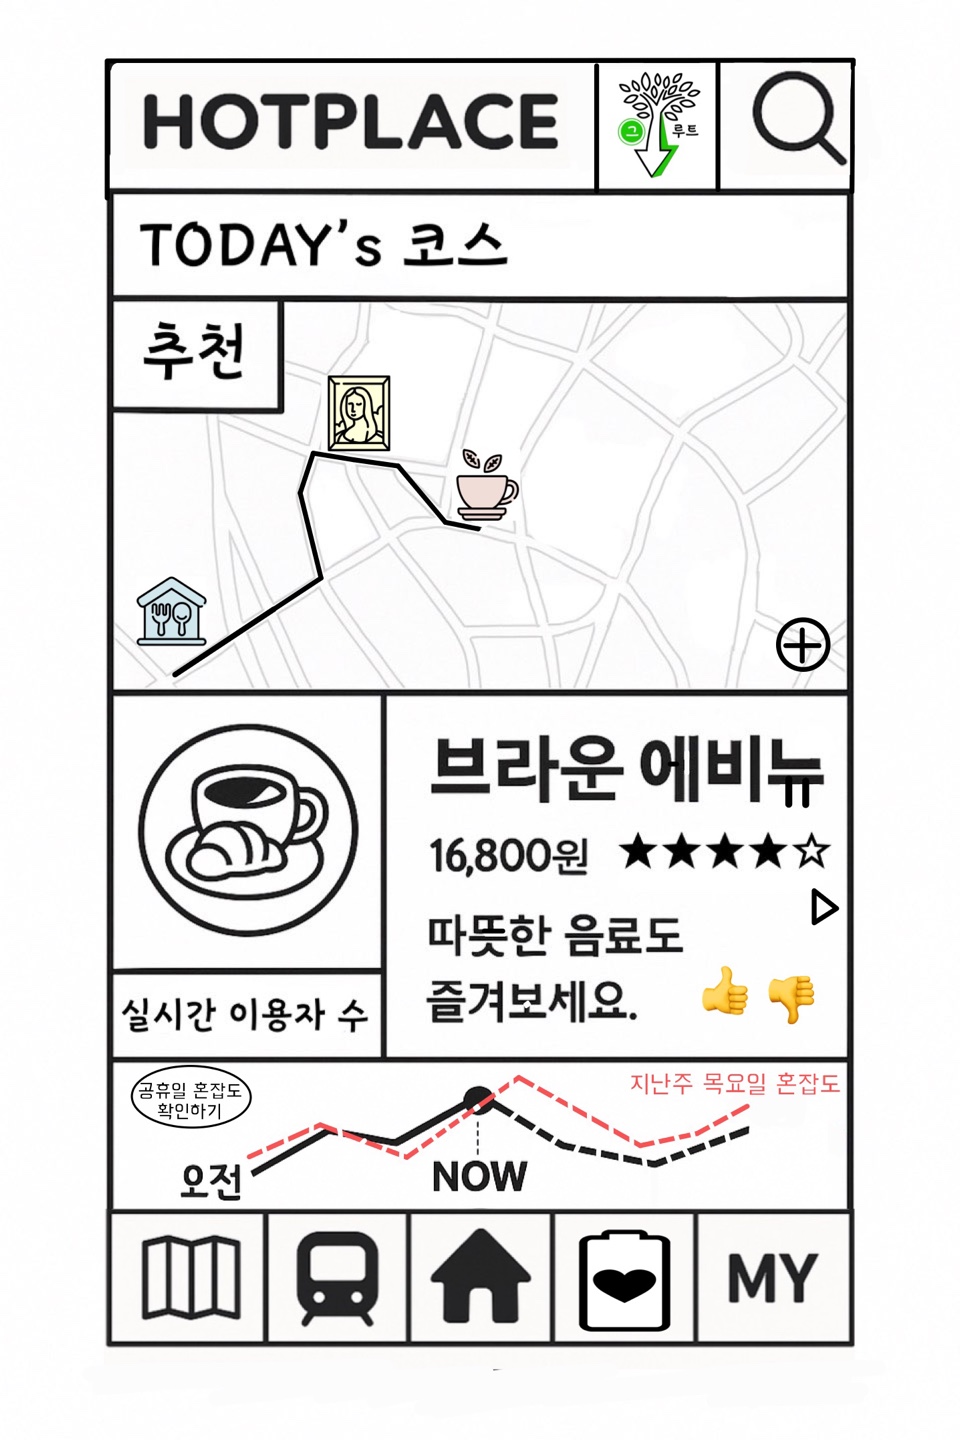 HOTPLACE
그 루트
TODAY's 코스
추천
브라운 에비뉴
16,800원 ★★★★☆
따뜻한 음료도
즐겨보세요.
실시간 이용자 수
공휴일 혼잡도
확인하기
지난주 목요일 혼잡도
오전
NOW
MY